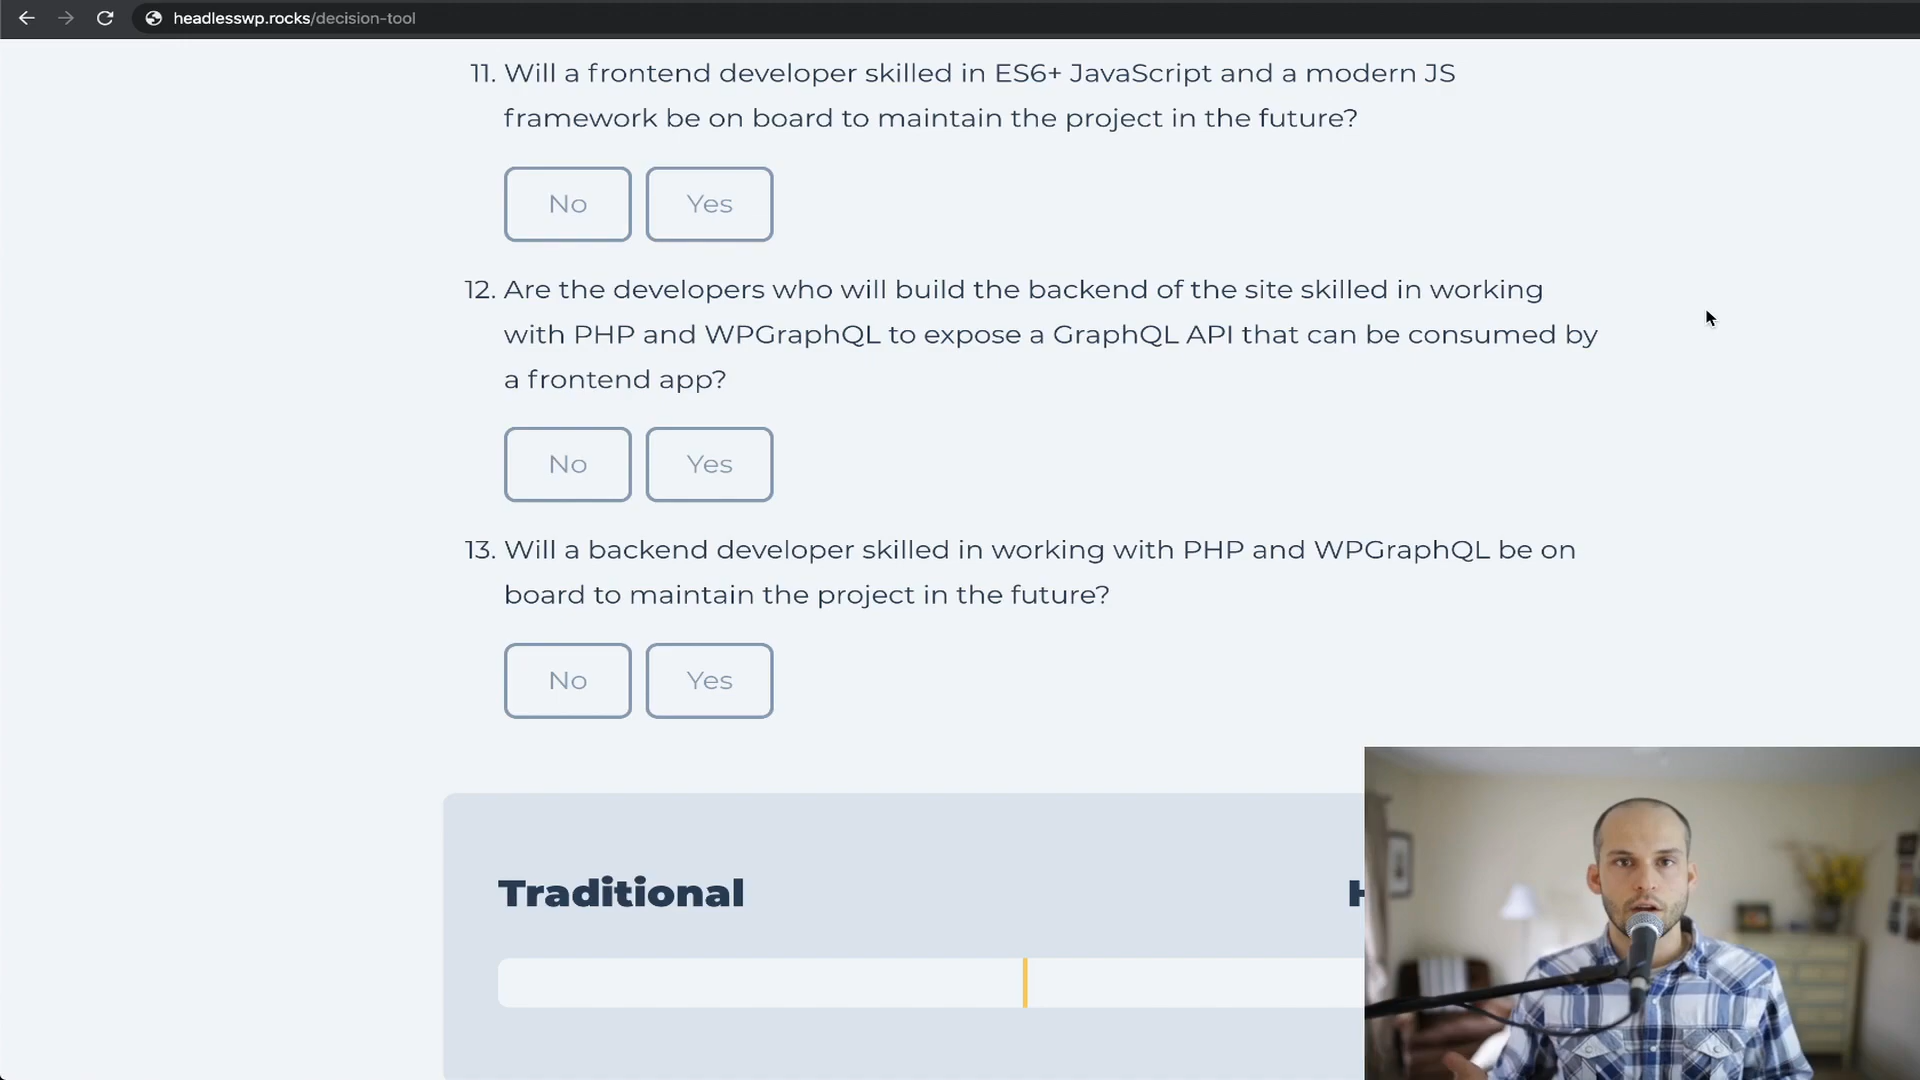 headlesswp.rocks/decision-tool
11. Will a frontend developer skilled in ES6+ JavaScript and a modern JS
framework be on board to maintain the project in the future?
No Yes
12. Are the developers who will build the backend of the site skilled in working
with PHP and WPGraphQL to expose a GraphQL API that can be consumed by
a frontend app?
No Yes
13. Will a backend developer skilled in working with PHP and WPGraphQL be on
board to maintain the project in the future?
No Yes
Traditional